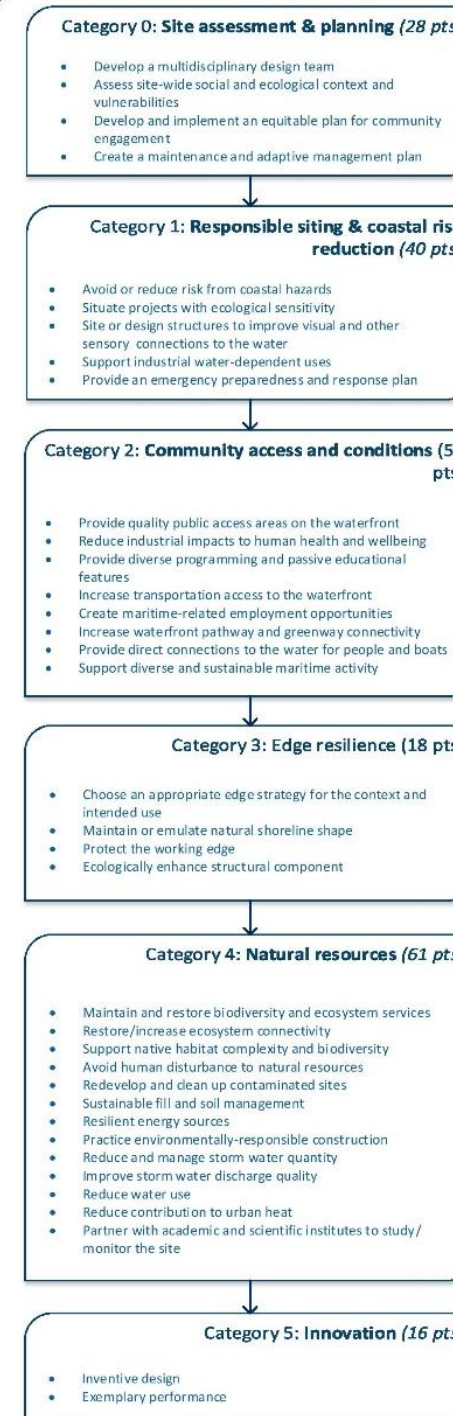 Category 0: Site assessment & planning (28 pts
• Develop a multidisciplinary design team
• Assess site-wide social and ecological context and
vulnerabilities
• Develop and implement an equitable plan for community
engagement
• Create a maintenance and adaptive management plan
Category 1: Responsible siting & coastal ris
reduction (40 pts
• Avoid or reduce risk from coastal hazards
• Situate projects with ecological sensitivity
• Site or design structures to improve visual and other
sensory connections to the water
• Support industrial water-dependent uses
• Provide an emergency preparedness and response plan
Category 2: Community access and conditions (5
pts
• Provide quality public access areas on the waterfront
• Reduce industrial impacts to human health and wellbeing
• Provide diverse programming and passive educational
features
• Increase transportation access to the waterfront
• Create maritime-related employment opportunities
• Increase waterfront pathway and greenway connectivity
• Provide direct connections to the water for people and boats
• Support diverse and sustainable maritime activity
Category 3: Edge resilience (18 pts
• Choose an appropriate edge strategy for the context and
intended use
• Maintain or emulate natural shoreline shape
• Protect the working edge
• Ecologically enhance structural component
Category 4: Natural resources (61 pts
• Maintain and restore biodiversity and ecosystem services
• Restore/increase ecosystem connectivity
• Support native habitat complexity and biodiversity
• Avoid human disturbance to natural resources
• Redevelop and clean up contaminated sites
• Sustainable fill and soil management
• Resilient energy sources
• Practice environmentally-responsible construction
• Reduce and manage storm water quantity
• Improve storm water discharge quality
• Reduce water use
• Reduce contribution to urban heat
• Partner with academic and scientific institutes to study/
monitor the site
Category 5: Innovation (16 pts
• Inventive design
• Exemplary performance